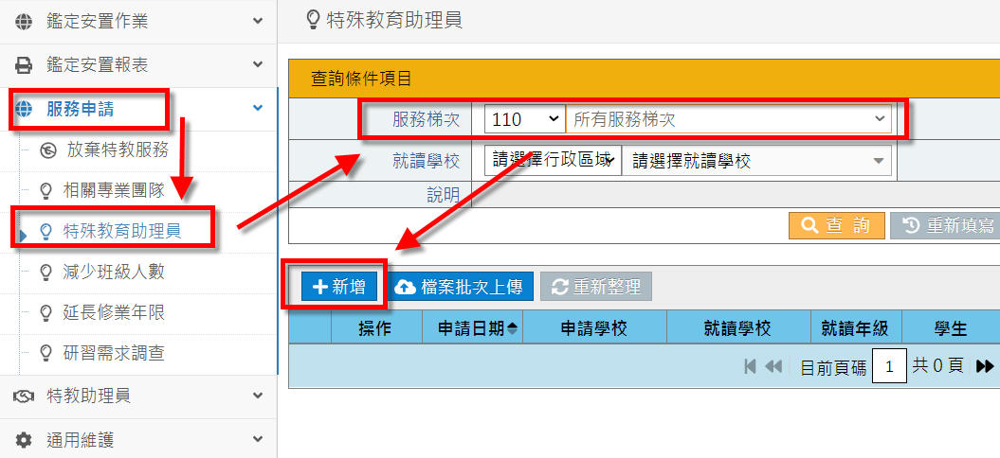 鑑定安置作業
鑑定安置報表
服務申請
放棄特教服務
相關專業團隊
特殊教育助理員
減少班級人數
延長修業年限
研習需求調查
特教助理員
通用維護
特殊教育助理員
查詢條件項目
服務梯次 110 所有服務梯次
就讀學校 請選擇行政區域 請選擇就讀學校
說明
查 詢 重新填寫
新增 檔案批次上傳 重新整理
操作 申請日期 申請學校 就讀學校 就讀年級 學生
目前頁碼 1 共 0 頁